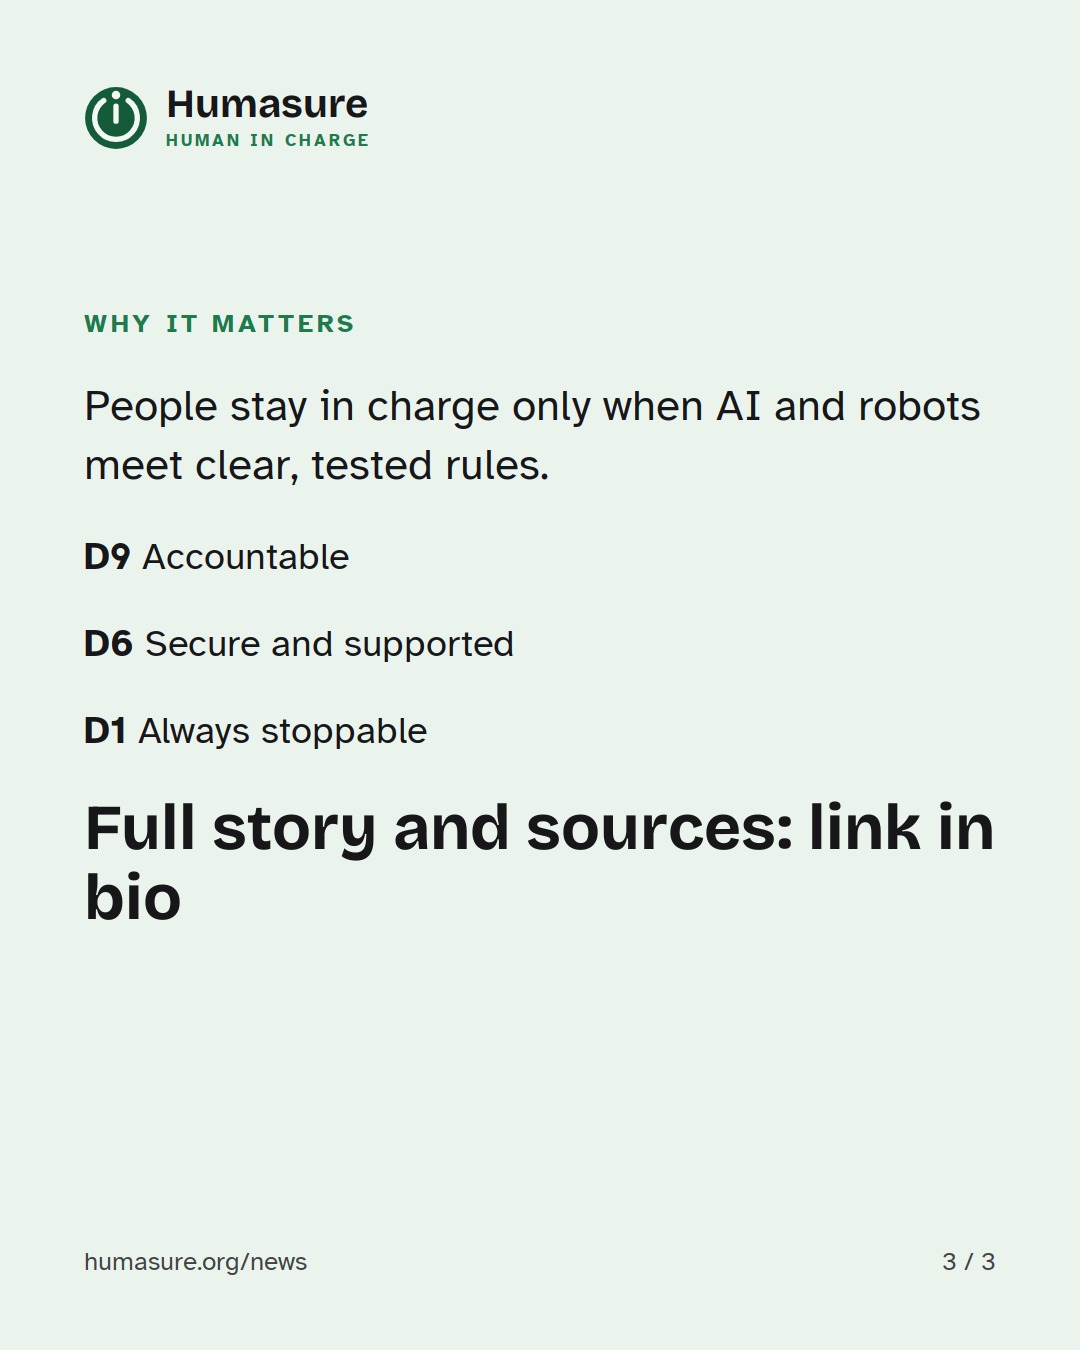 Humasure
HUMAN IN CHARGE
WHY IT MATTERS
People stay in charge only when AI and robots
meet clear, tested rules.
D9 Accountable
D6 Secure and supported
D1 Always stoppable
Full story and sources: link in
bio
humasure.org/news
3 / 3